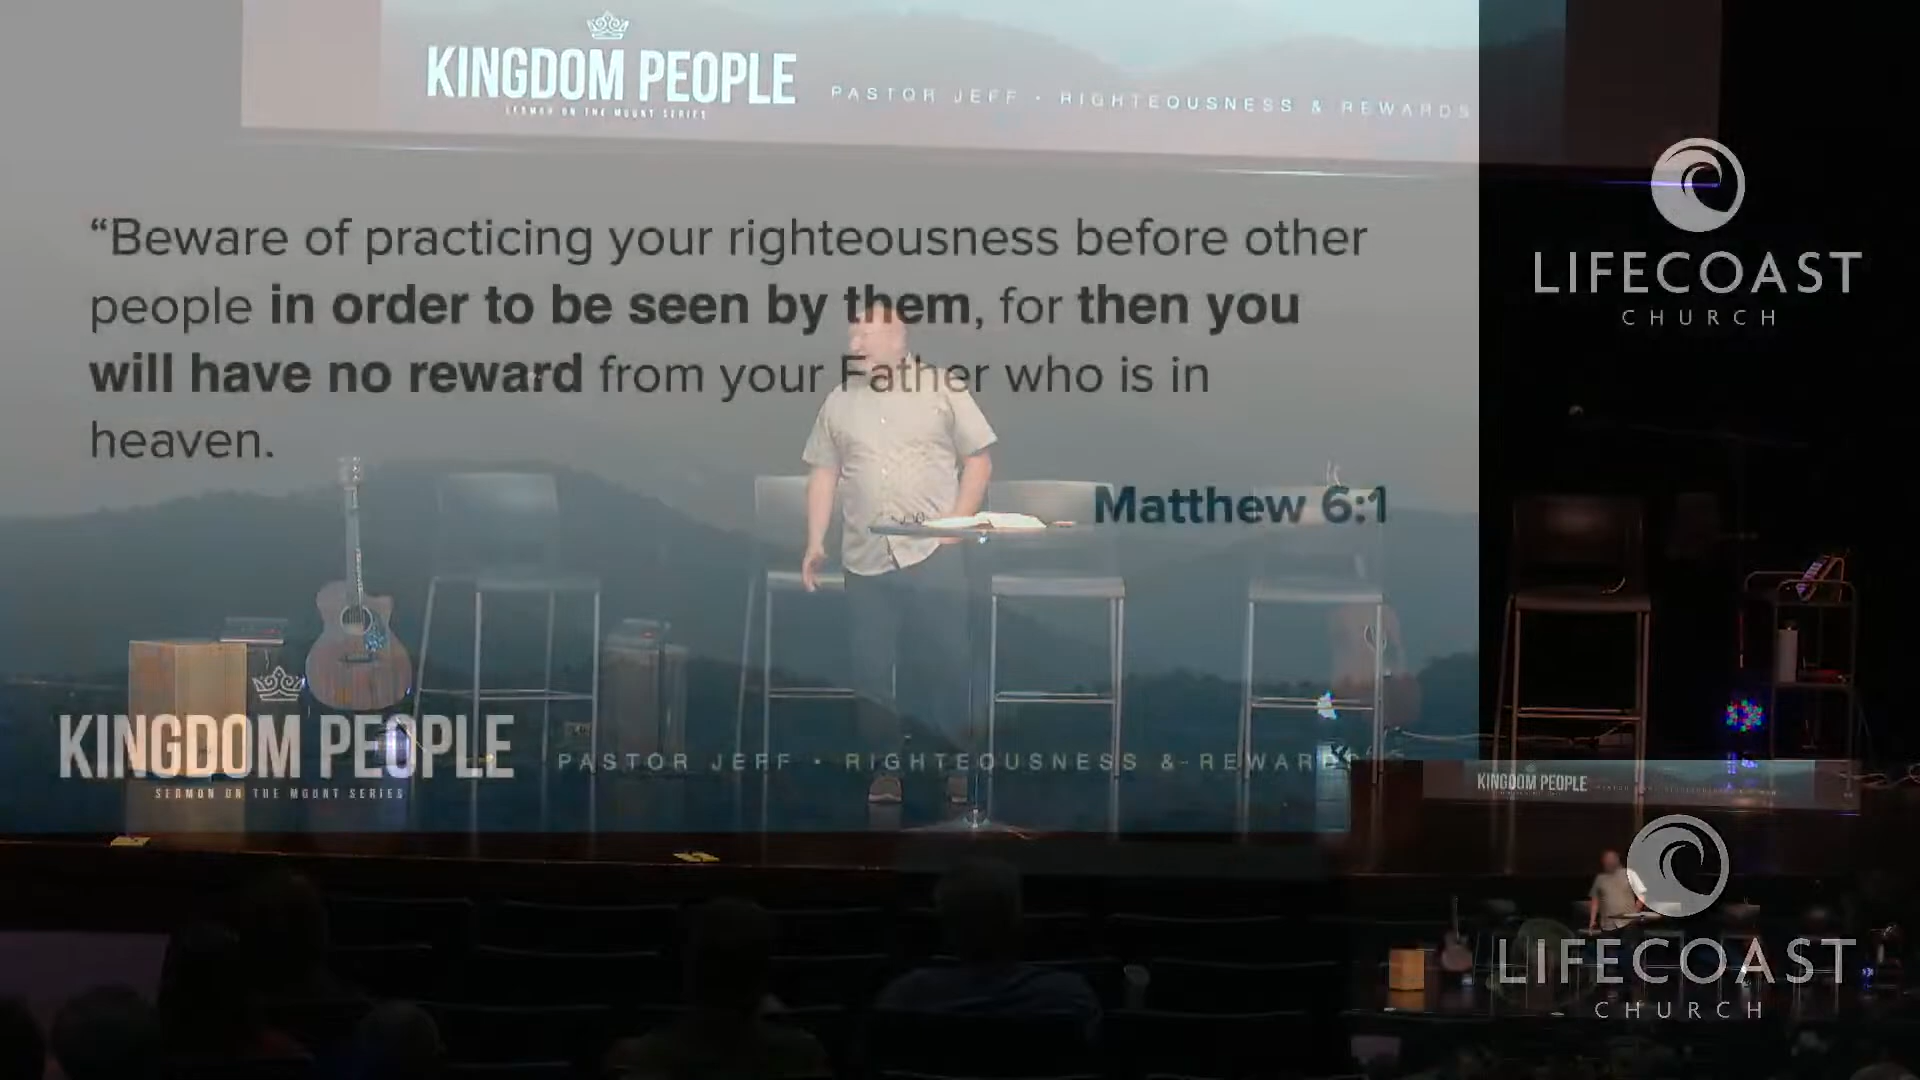 KINGDOM PEOPLE
SERMON ON THE MOUNT SERIES
PASTOR JEFF • RIGHTEOUSNESS & REWARDS
LIFECOAST
CHURCH
“Beware of practicing your righteousness before other
people in order to be seen by them, for then you
will have no reward from your Father who is in
heaven.
Matthew 6:1
KINGDOM PEOPLE
SERMON ON THE MOUNT SERIES
PASTOR JEFF • RIGHTEOUSNESS & REWARDS
KINGDOM PEOPLE
LIFECOAST
CHURCH